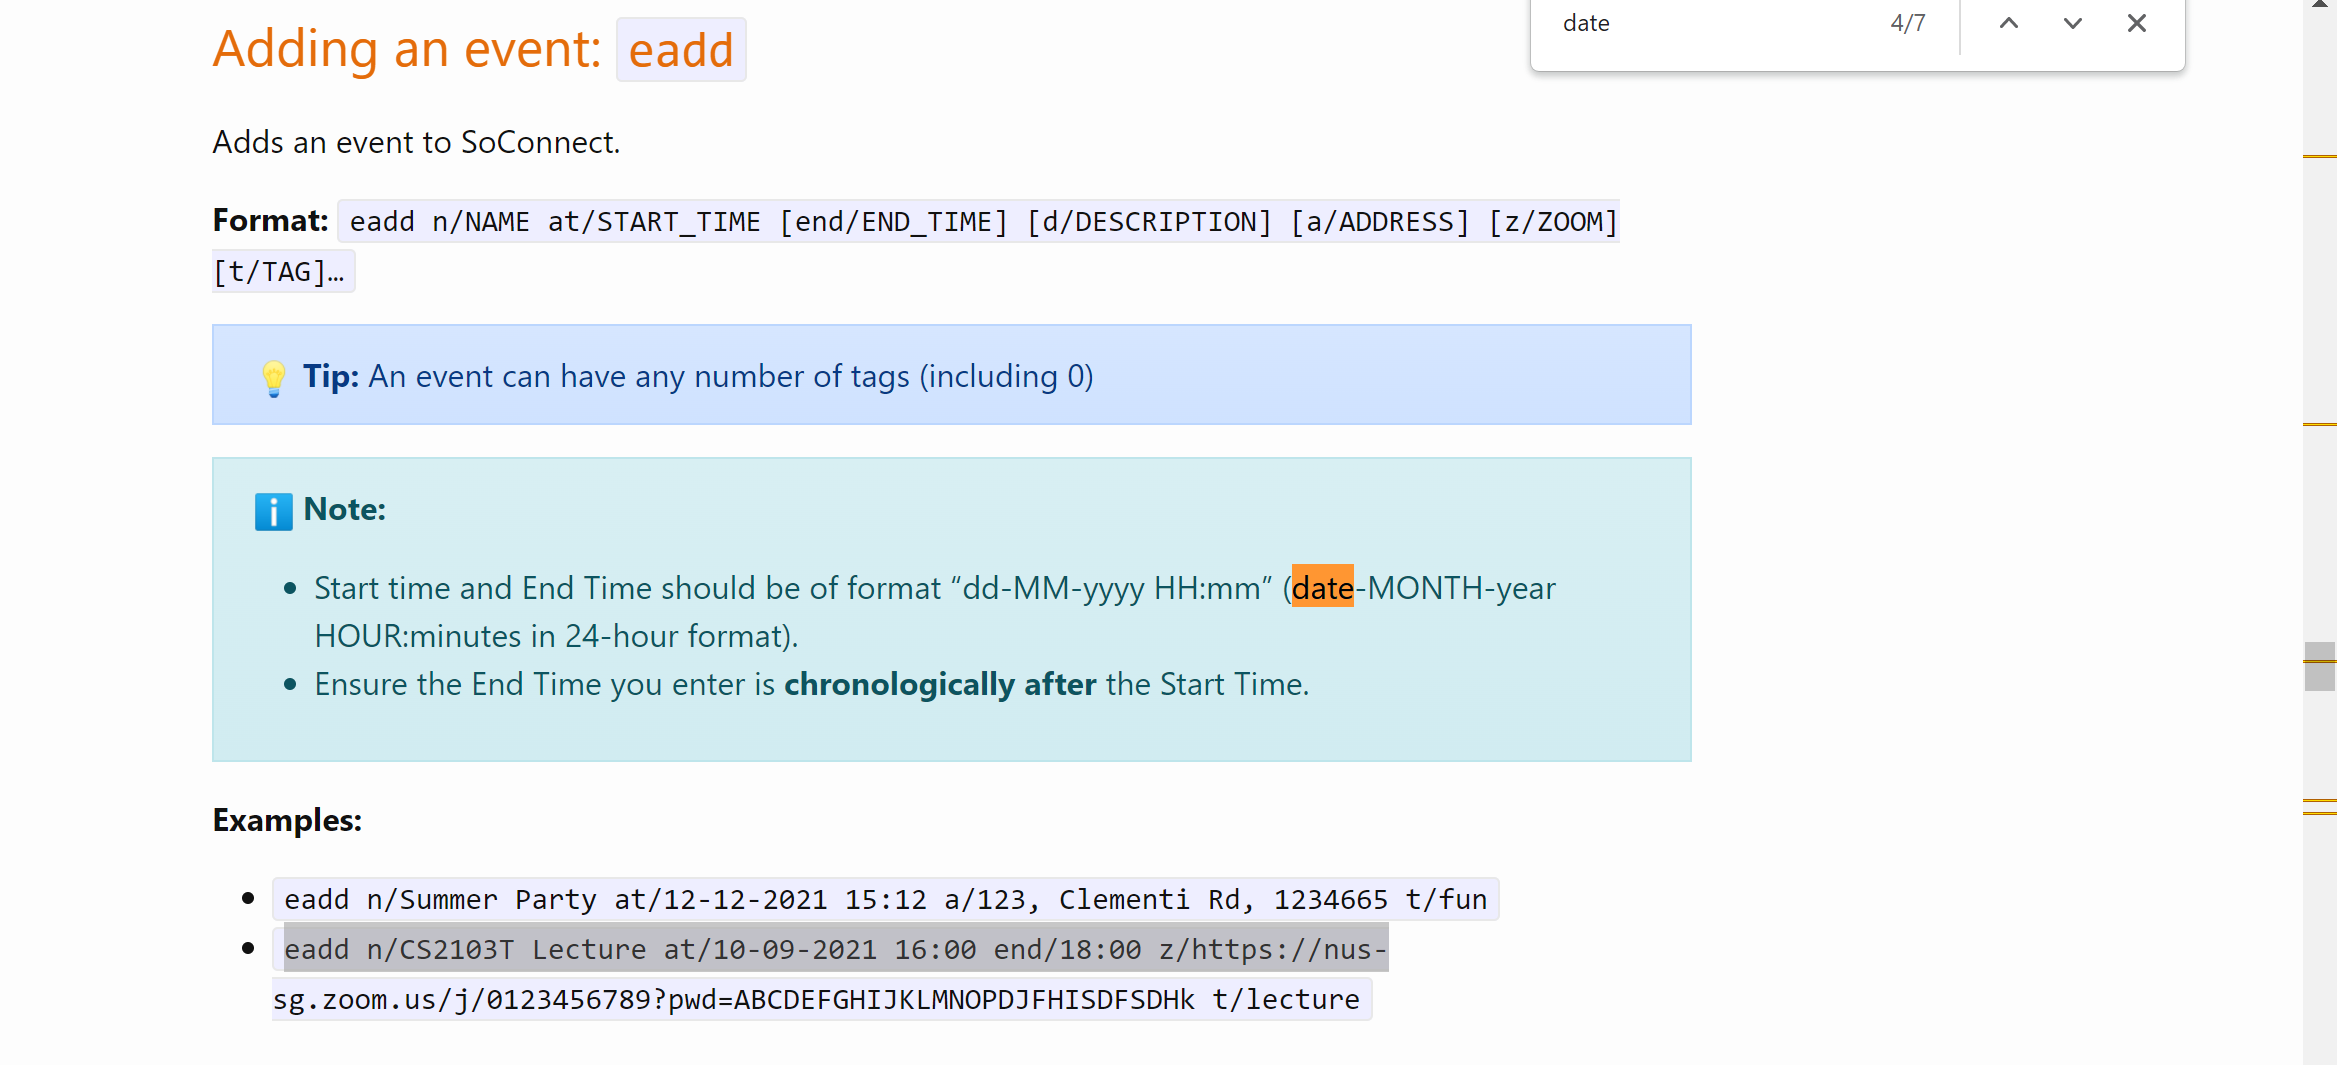 date 4/7
Adding an event: eadd
Adds an event to SoConnect.
Format: eadd n/NAME at/START_TIME [end/END_TIME] [d/DESCRIPTION] [a/ADDRESS] [z/ZOOM]
[t/TAG]…
💡 Tip: An event can have any number of tags (including 0)
ℹ️ Note:
• Start time and End Time should be of format “dd-MM-yyyy HH:mm” (date-MONTH-year
HOUR:minutes in 24-hour format).
• Ensure the End Time you enter is chronologically after the Start Time.
Examples:
• eadd n/Summer Party at/12-12-2021 15:12 a/123, Clementi Rd, 1234665 t/fun
• eadd n/CS2103T Lecture at/10-09-2021 16:00 end/18:00 z/https://nus-
sg.zoom.us/j/0123456789?pwd=ABCDEFGHIJKLMNOPDJFHISDFSDHk t/lecture